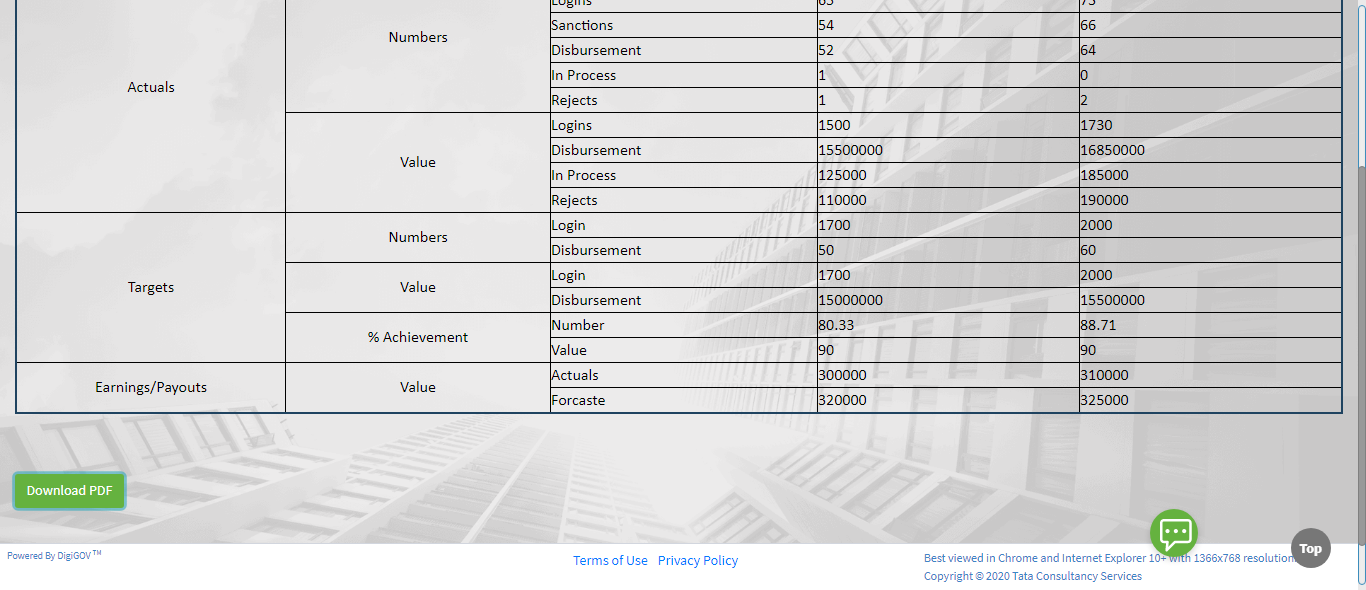 Logins 65 75
Numbers
Sanctions 54 66
Disbursement 52 64
In Process 1 0
Actuals
Rejects 1 2
Logins 1500 1730
Disbursement 15500000 16850000
Value
In Process 125000 185000
Rejects 110000 190000
Login 1700 2000
Numbers
Disbursement 50 60
Login 1700 2000
Targets
Value
Disbursement 15000000 15500000
Number 80.33 88.71
% Achievement
Value 90 90
Actuals 300000 310000
Earnings/Payouts
Value
Forcaste 320000 325000
Download PDF
Powered By DigiGOV TM
Terms of Use Privacy Policy
Best viewed in Chrome and Internet Explorer 10+ with 1366x768 resolution.
Top
Copyright © 2020 Tata Consultancy Services